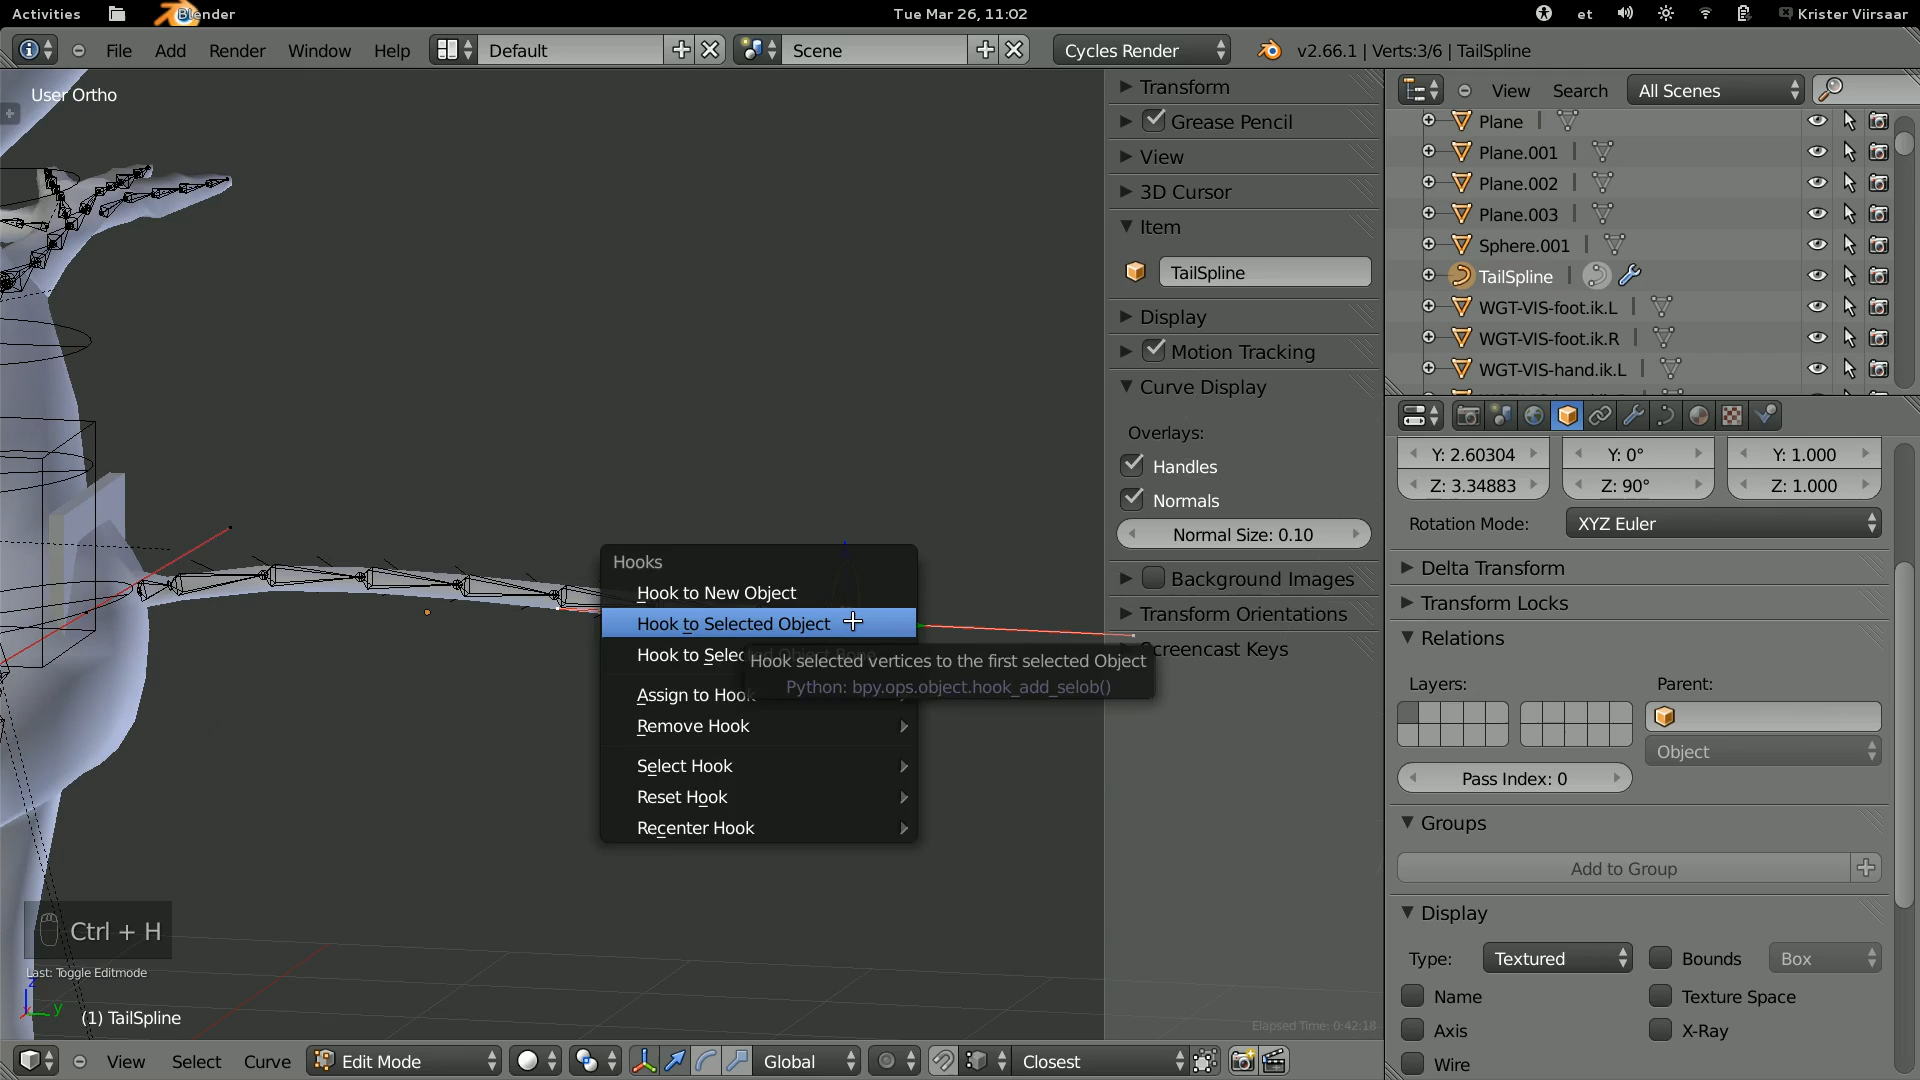 Activities
Blender
Tue Mar 26, 11:02
et
Krister Viirsaar
File Add Render Window Help
Default
Scene
Cycles Render
v2.66.1 | Verts:3/6 | TailSpline
User Ortho
Transform
Grease Pencil
View
3D Cursor
Item
TailSpline
Display
Motion Tracking
Curve Display
Overlays:
Handles
Normals
Normal Size: 0.10
Background Images
Transform Orientations
Screencast Keys
Hooks
Hook to New Object
Hook to Selected Object
Hook to Selected Object Bone
Hook selected vertices to the first selected Object
Python: bpy.ops.object.hook_add_selob()
Assign to Hook
Remove Hook
Select Hook
Reset Hook
Recenter Hook
Ctrl + H
Last: Toggle Editmode
z
y
(1) TailSpline
Elapsed Time: 0:42:18
View Select Curve
Edit Mode
Global
Closest
View Search
All Scenes
Plane
Plane.001
Plane.002
Plane.003
Sphere.001
TailSpline
WGT-VIS-foot.ik.L
WGT-VIS-foot.ik.R
WGT-VIS-hand.ik.L
Y: 2.60304 Y: 0° Y: 1.000
Z: 3.34883 Z: 90° Z: 1.000
Rotation Mode: XYZ Euler
Delta Transform
Transform Locks
Relations
Layers: Parent:
Object
Pass Index: 0
Groups
Add to Group
Display
Type: Textured Bounds Box
Name Texture Space
Axis X-Ray
Wire